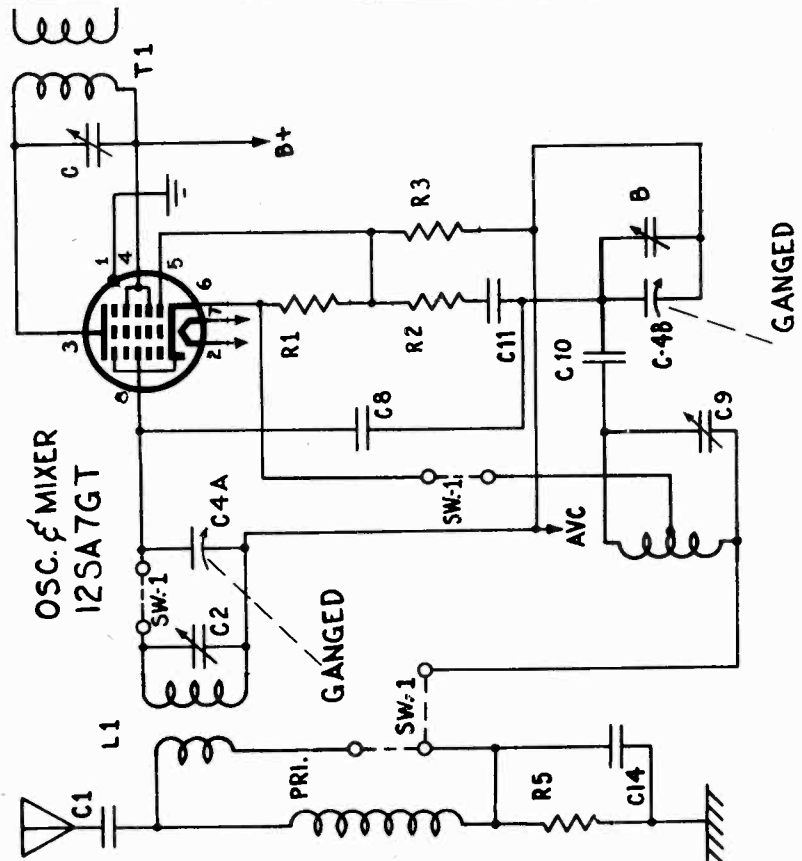 T1
C
B+
1
4
5
6
7
2
3
8
OSC. & MIXER
12SA7GT
R3
R1
R2
C11
B
C-4B
GANGED
C10
C8
C9
SW.-1
AVC
C4A
SW.-1
C2
GANGED
L1
SW.-1
C1
PRI.
R5
C14